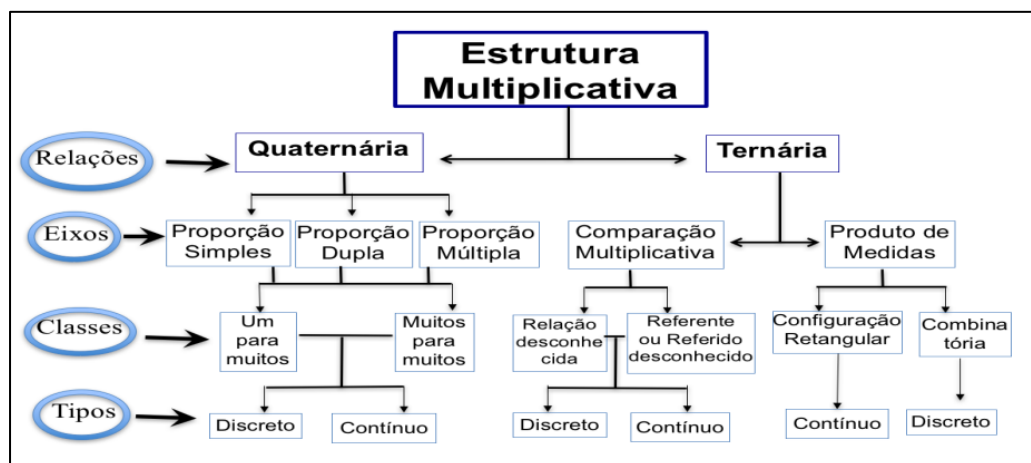 Estrutura
Multiplicativa
Relações
Quaternária
Ternária
Eixos
Proporção
Simples
Proporção
Dupla
Proporção
Múltipla
Comparação
Multiplicativa
Produto de
Medidas
Classes
Um
para
muitos
Muitos
para
muitos
Relação
desconhe
cida
Referente
ou Referido
desconhecido
Configuração
Retangular
Combina
tória
Tipos
Discreto
Contínuo
Discreto
Contínuo
Contínuo
Discreto